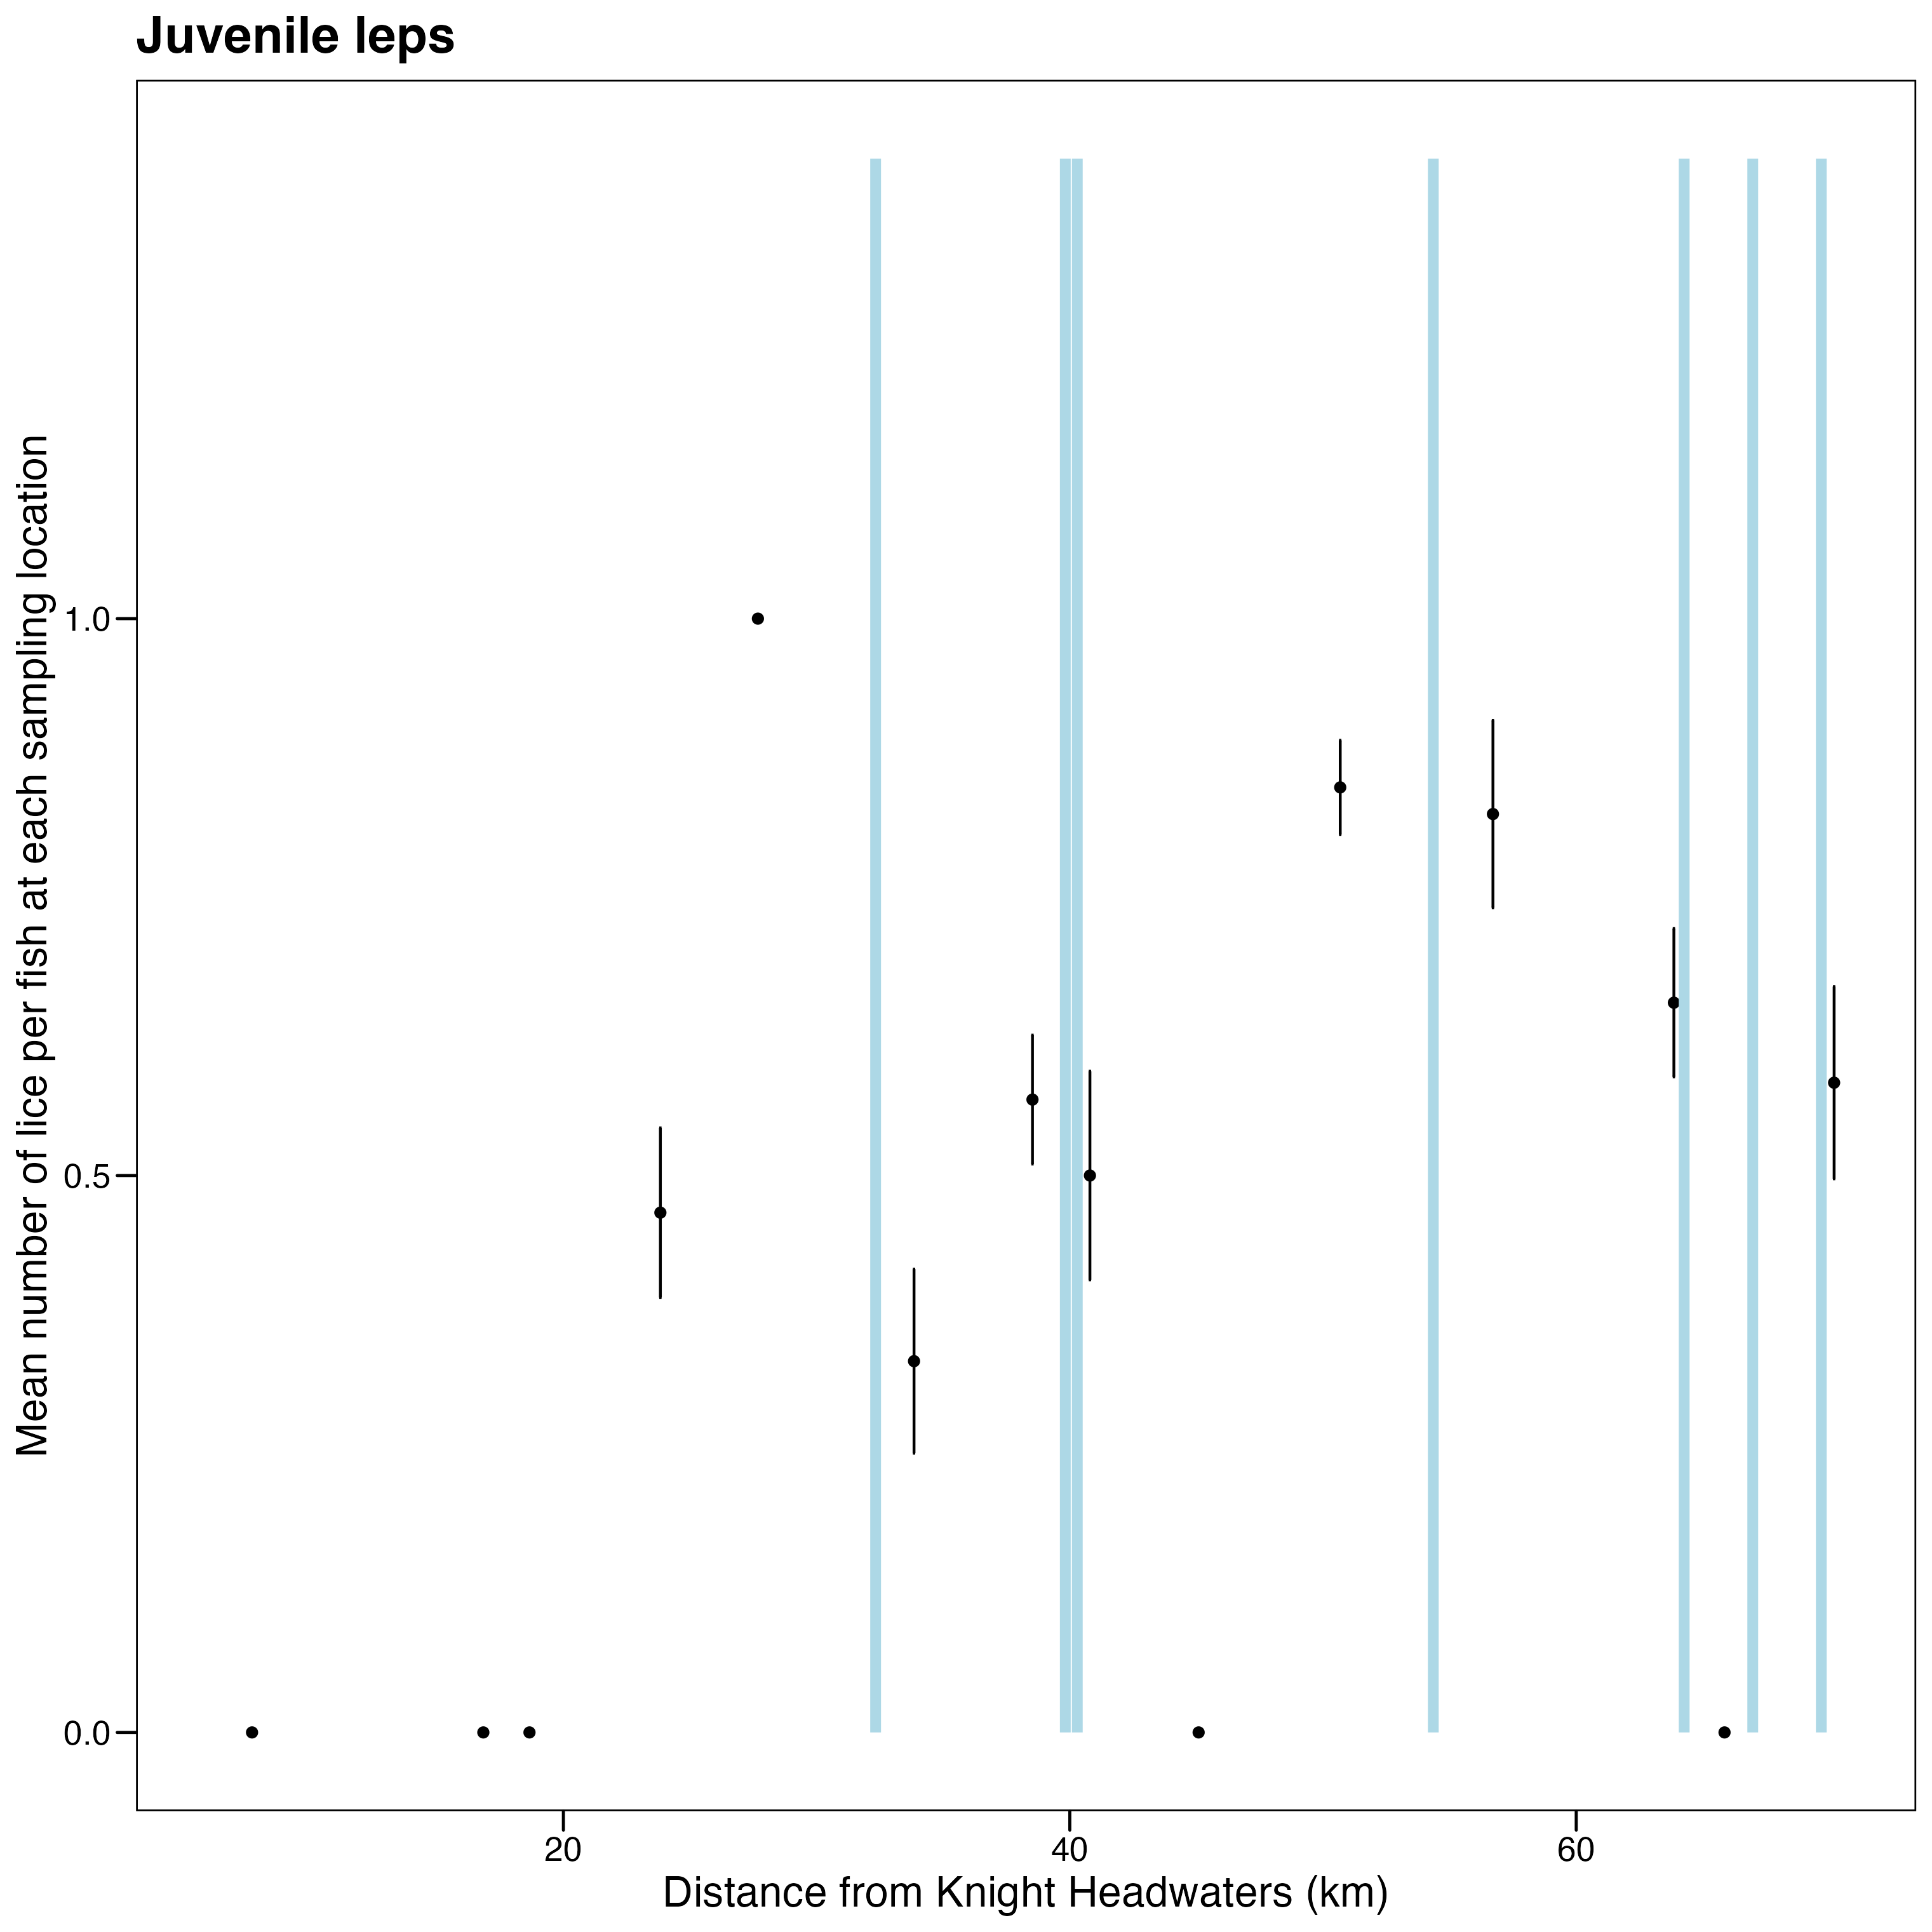 Juvenile leps
Mean number of lice per fish at each sampling location
1.0
0.5
0.0
20
40
60
Distance from Knight Headwaters (km)